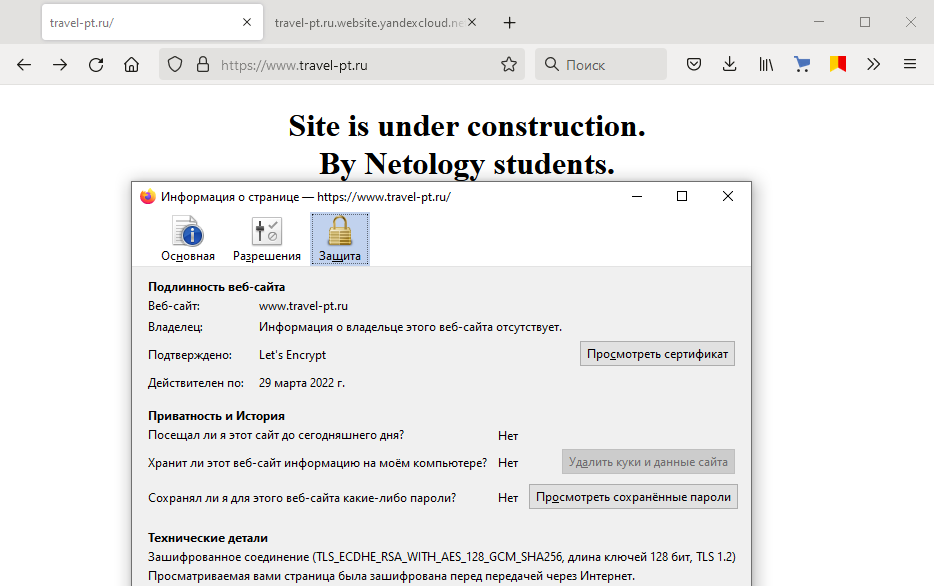 travel-pt.ru/
travel-pt.ru.website.yandexcloud.ne
https://www.travel-pt.ru
Поиск
Site is under construction.
By Netology students.
Информация о странице — https://www.travel-pt.ru/
Основная Разрешения Защита
Подлинность веб-сайта
Веб-сайт: www.travel-pt.ru
Владелец: Информация о владельце этого веб-сайта отсутствует.
Подтверждено: Let's Encrypt Просмотреть сертификат
Действителен по: 29 марта 2022 г.
Приватность и История
Посещал ли я этот сайт до сегодняшнего дня? Нет
Хранит ли этот веб-сайт информацию на моём компьютере? Нет Удалить куки и данные сайта
Сохранял ли я для этого веб-сайта какие-либо пароли? Нет Просмотреть сохранённые пароли
Технические детали
Зашифрованное соединение (TLS_ECDHE_RSA_WITH_AES_128_GCM_SHA256, длина ключей 128 бит, TLS 1.2)
Просматриваемая вами страница была зашифрована перед передачей через Интернет.